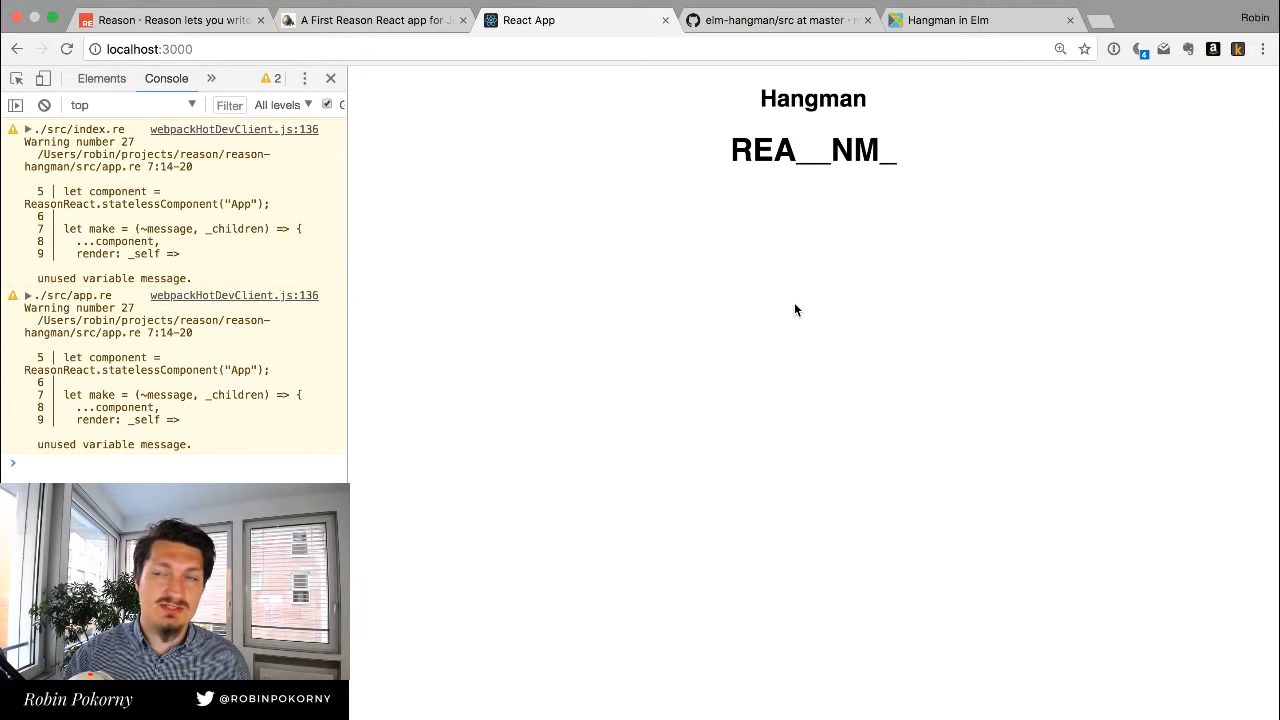 Reason · Reason lets you write
A First Reason React app for J
React App
elm-hangman/src at master · r
Hangman in Elm
Robin
localhost:3000
4
Elements Console » 2
top Filter All levels
./src/index.re webpackHotDevClient.js:136
Warning number 27
/Users/robin/projects/reason/reason-
hangman/src/app.re 7:14-20
5 | let component =
ReasonReact.statelessComponent("App");
6 |
7 | let make = (~message, _children) => {
8 | ...component,
9 | render: _self =>
unused variable message.
./src/app.re webpackHotDevClient.js:136
Warning number 27
/Users/robin/projects/reason/reason-
hangman/src/app.re 7:14-20
5 | let component =
ReasonReact.statelessComponent("App");
6 |
7 | let make = (~message, _children) => {
8 | ...component,
9 | render: _self =>
unused variable message.
Hangman
REA__NM_
Robin Pokorny @ROBINPOKORNY